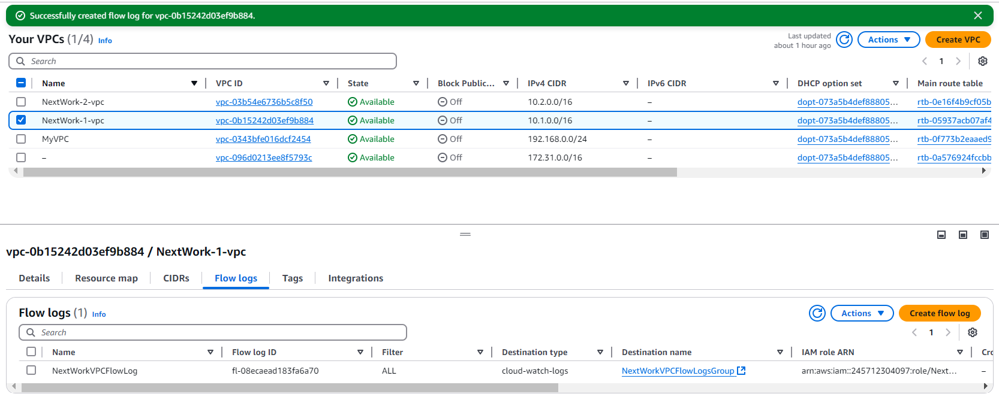 Successfully created flow log for vpc-0b15242d03ef9b884.
Your VPCs (1/4) Info
Last updated
about 1 hour ago
Actions
Create VPC
Search
1
Name VPC ID State Block Public... IPv4 CIDR IPv6 CIDR DHCP option set Main route table
NextWork-2-vpc vpc-03b54e6736b5c8f50 Available Off 10.2.0.0/16 – dopt-073a5b4def88805... rtb-0e16f4b9cf05b
NextWork-1-vpc vpc-0b15242d03ef9b884 Available Off 10.1.0.0/16 – dopt-073a5b4def88805... rtb-05937acb07af4
MyVPC vpc-0343bfe016dcf2454 Available Off 192.168.0.0/24 – dopt-073a5b4def88805... rtb-0f773b2eaaed9
– vpc-096d0213ee8f5793c Available Off 172.31.0.0/16 – dopt-073a5b4def88805... rtb-0a576924fccbb
vpc-0b15242d03ef9b884 / NextWork-1-vpc
Details Resource map CIDRs Flow logs Tags Integrations
Flow logs (1) Info
Actions
Create flow log
Search
1
Name Flow log ID Filter Destination type Destination name IAM role ARN Crc
NextWorkVPCFlowLog fl-08ecaead183fa6a70 ALL cloud-watch-logs NextWorkVPCFlowLogsGroup arn:aws:iam::245712304097:role/Next... –